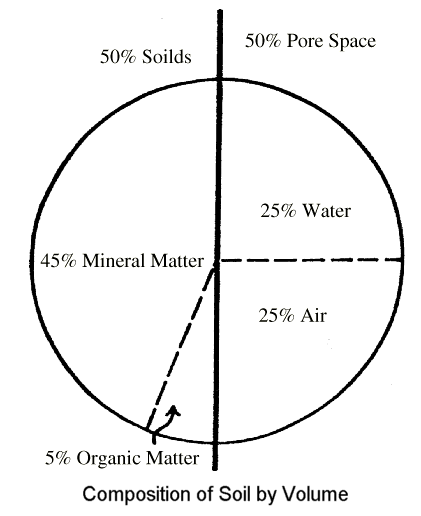 50% Soilds
50% Pore Space
25% Water
45% Mineral Matter
25% Air
5% Organic Matter
Composition of Soil by Volume